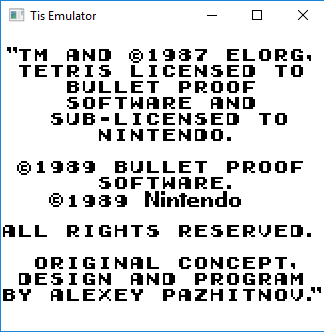 Tis Emulator
"TM AND ©1987 ELORG,
TETRIS LICENSED TO
BULLET PROOF
SOFTWARE AND
SUB-LICENSED TO
NINTENDO.
©1989 BULLET PROOF
SOFTWARE.
©1989 Nintendo
ALL RIGHTS RESERVED.
ORIGINAL CONCEPT,
DESIGN AND PROGRAM
BY ALEXEY PAZHITNOV."